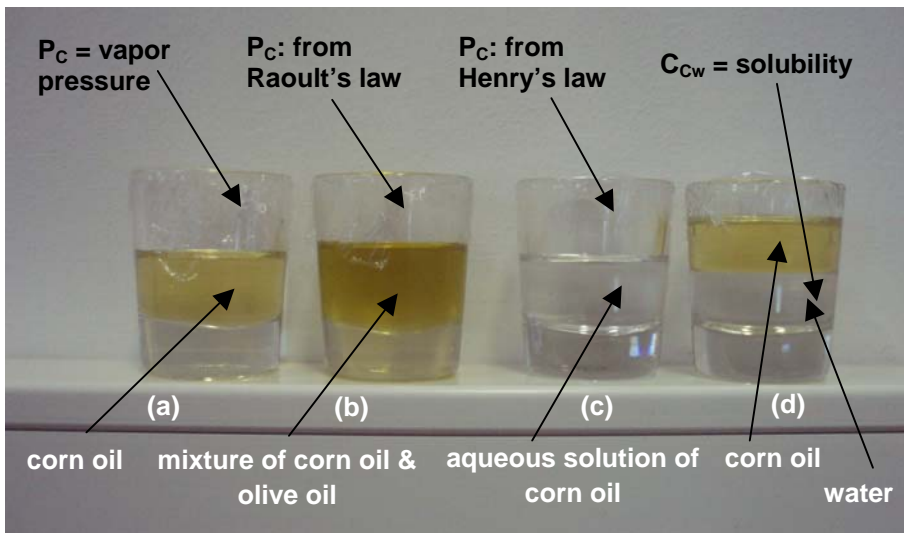 P_C = vapor
pressure
P_C: from
Raoult's law
P_C: from
Henry's law
C_Cw = solubility
(a)
(b)
(c)
(d)
corn oil
mixture of corn oil &
olive oil
aqueous solution of
corn oil
corn oil
water